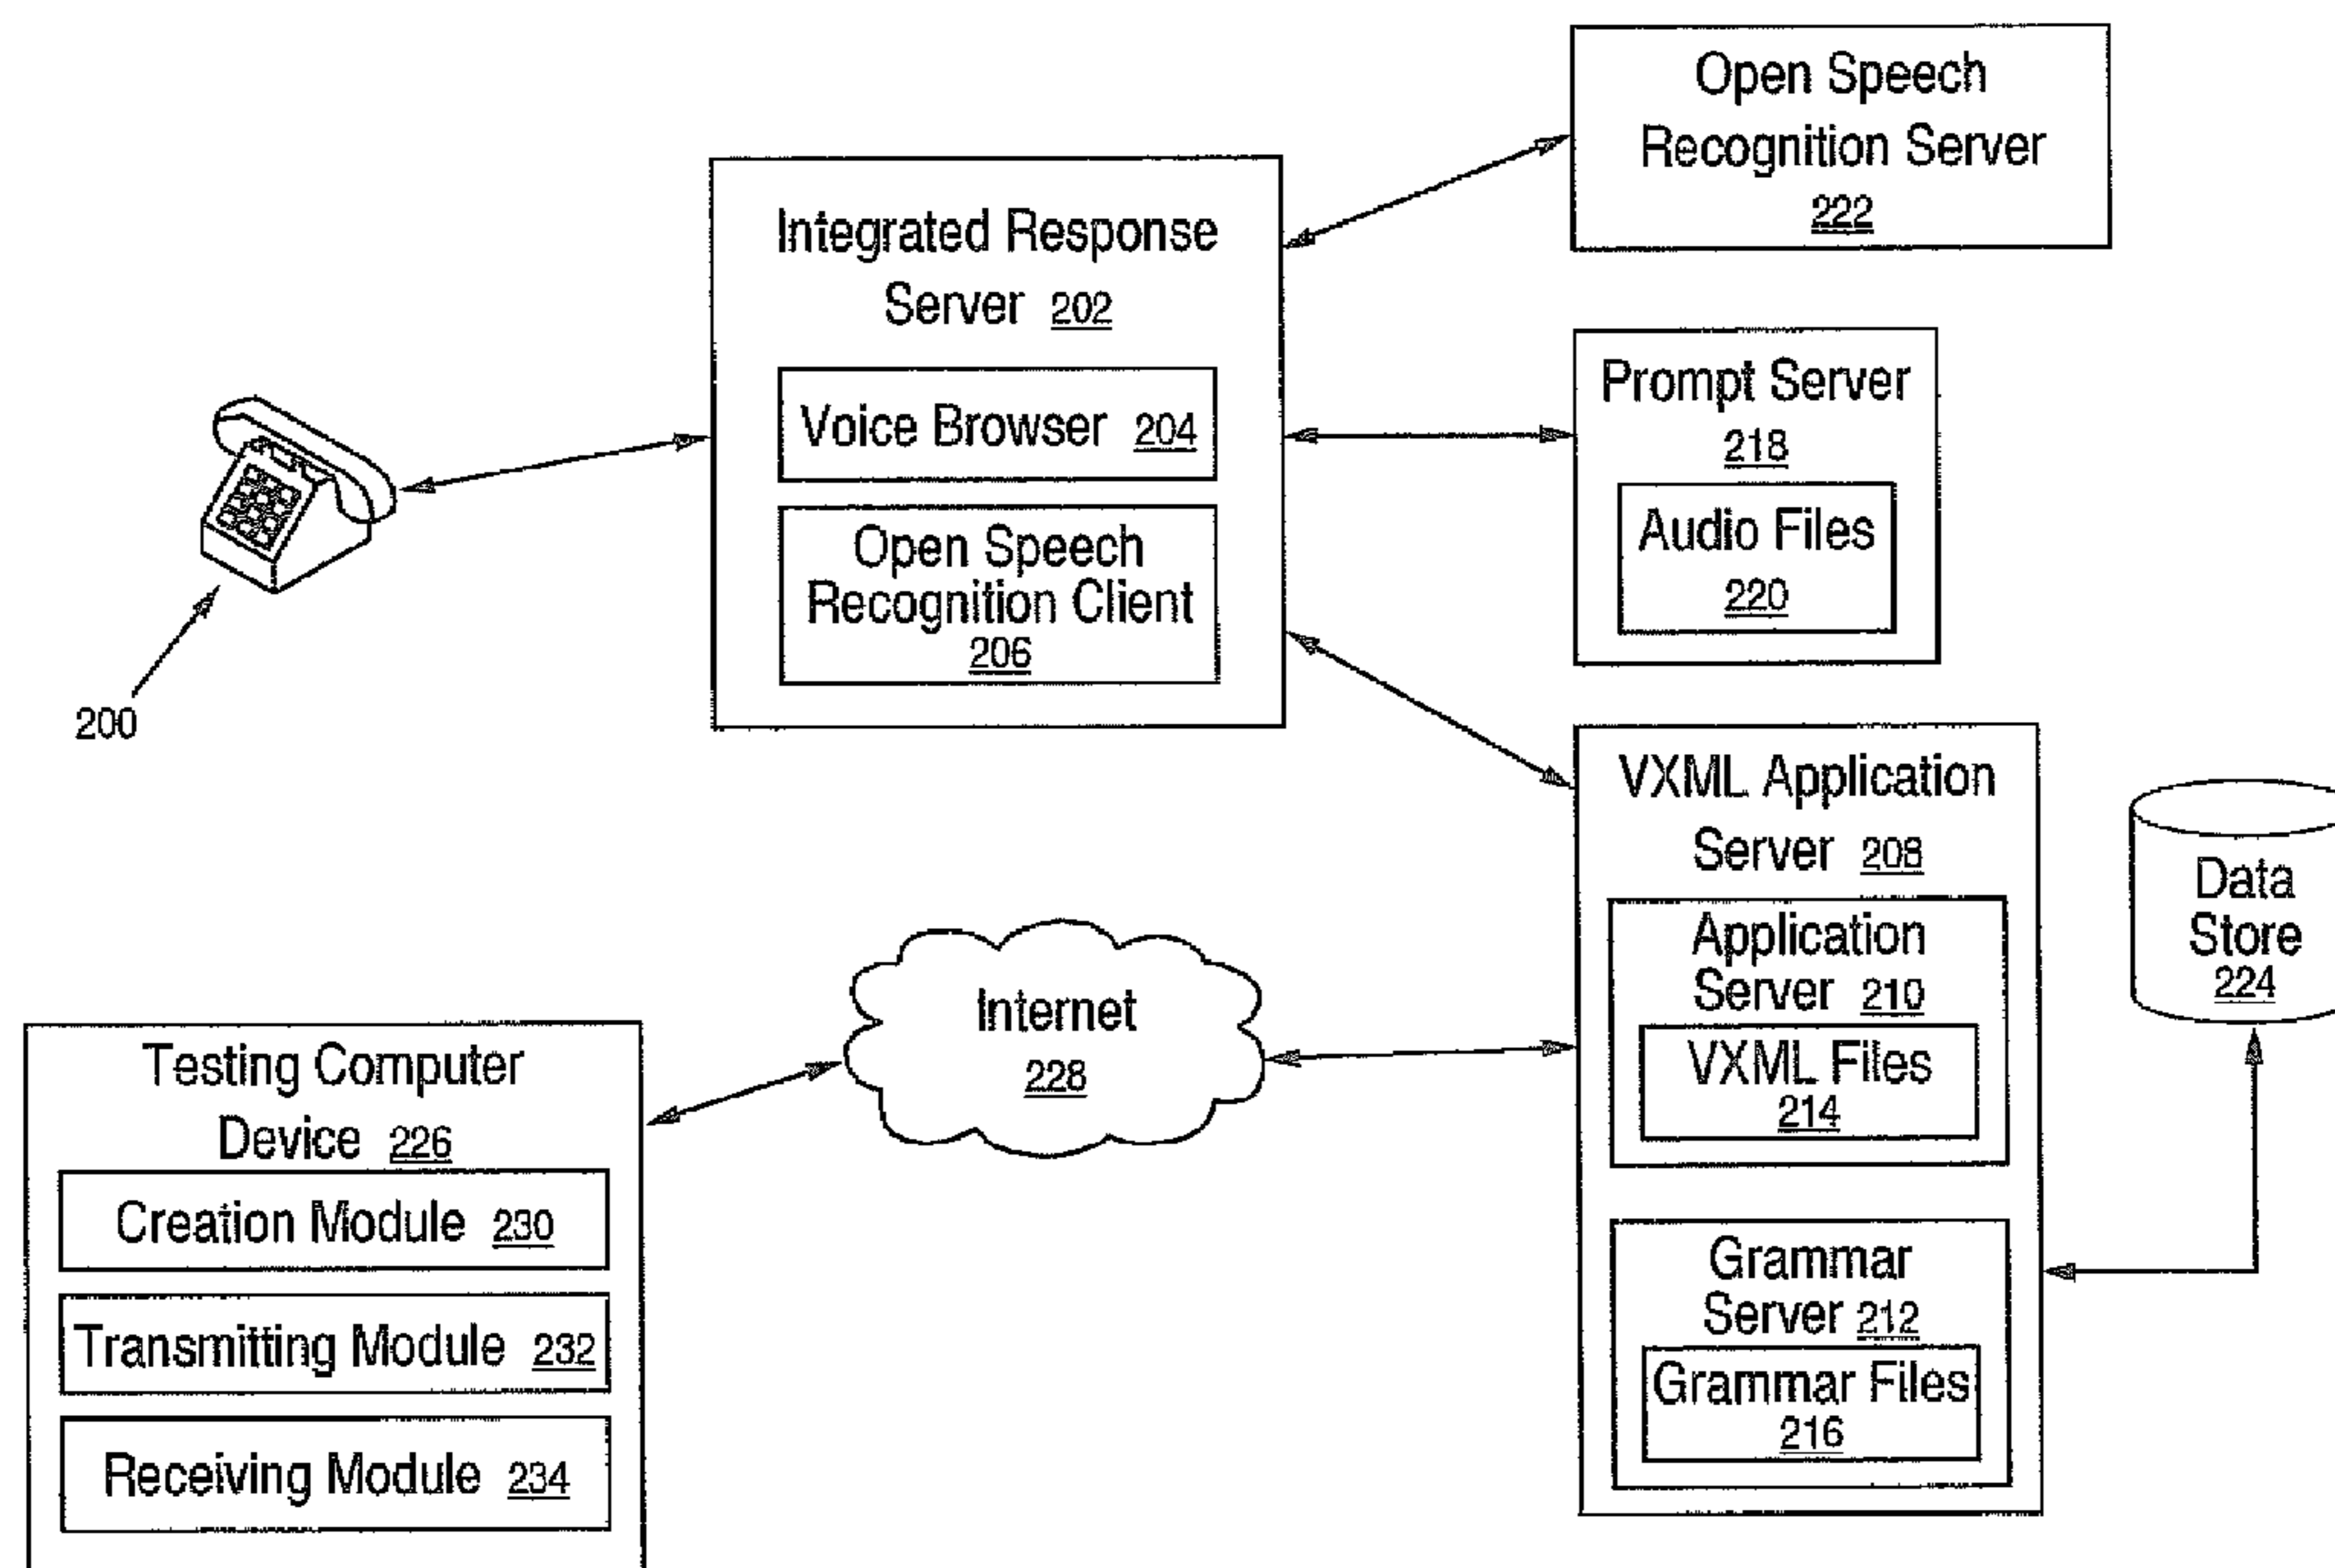 Open Speech
Recognition Server
222
Integrated Response
Server 202
Voice Browser 204
Open Speech
Recognition Client
206
Prompt Server
218
Audio Files
220
200
VXML Application
Server 208
Application
Server 210
VXML Files
214
Grammar
Server 212
Grammar Files
216
Data
Store
224
Internet
228
Testing Computer
Device 226
Creation Module 230
Transmitting Module 232
Receiving Module 234